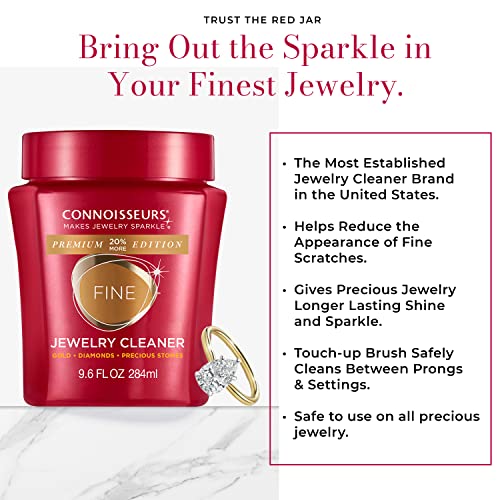 TRUST THE RED JAR
Bring Out the Sparkle in
Your Finest Jewelry.
CONNOISSEURS®
MAKES JEWELRY SPARKLE
PREMIUM 20% MORE EDITION
FINE
JEWELRY CLEANER
GOLD • DIAMONDS • PRECIOUS STONES
9.6 FL OZ 284ml
• The Most Established
Jewelry Cleaner Brand
in the United States.
• Helps Reduce the
Appearance of Fine
Scratches.
• Gives Precious Jewelry
Longer Lasting Shine
and Sparkle.
• Touch-up Brush Safely
Cleans Between Prongs
& Settings.
• Safe to use on all precious
jewelry.